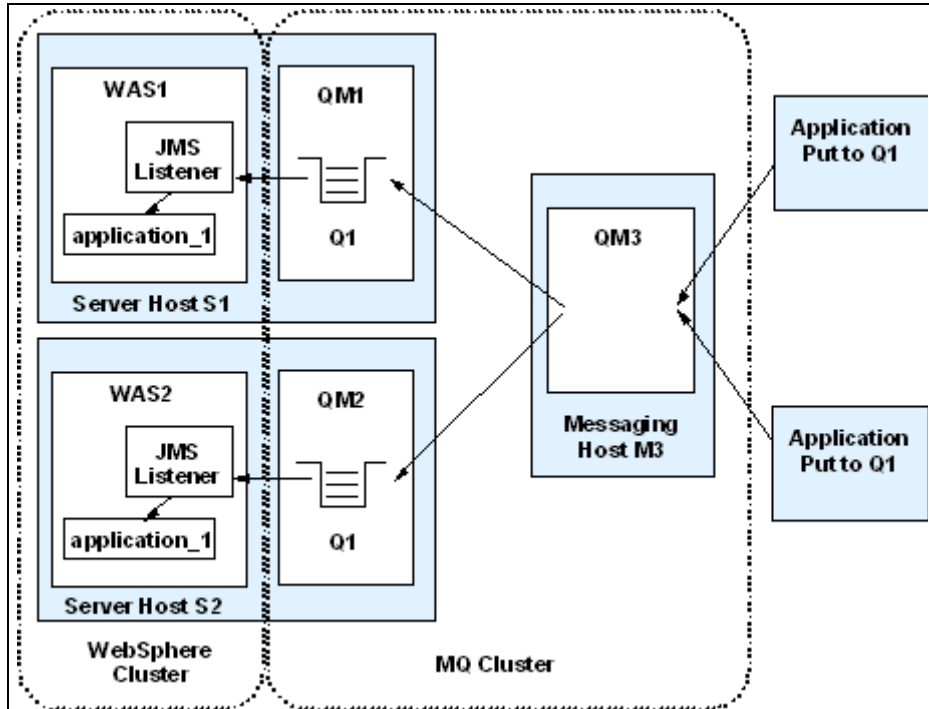 WAS1
JMS
Listener
application_1
QM1
Q1
Server Host S1
WAS2
JMS
Listener
application_1
QM2
Q1
Server Host S2
WebSphere
Cluster
MQ Cluster
QM3
Messaging
Host M3
Application
Put to Q1
Application
Put to Q1